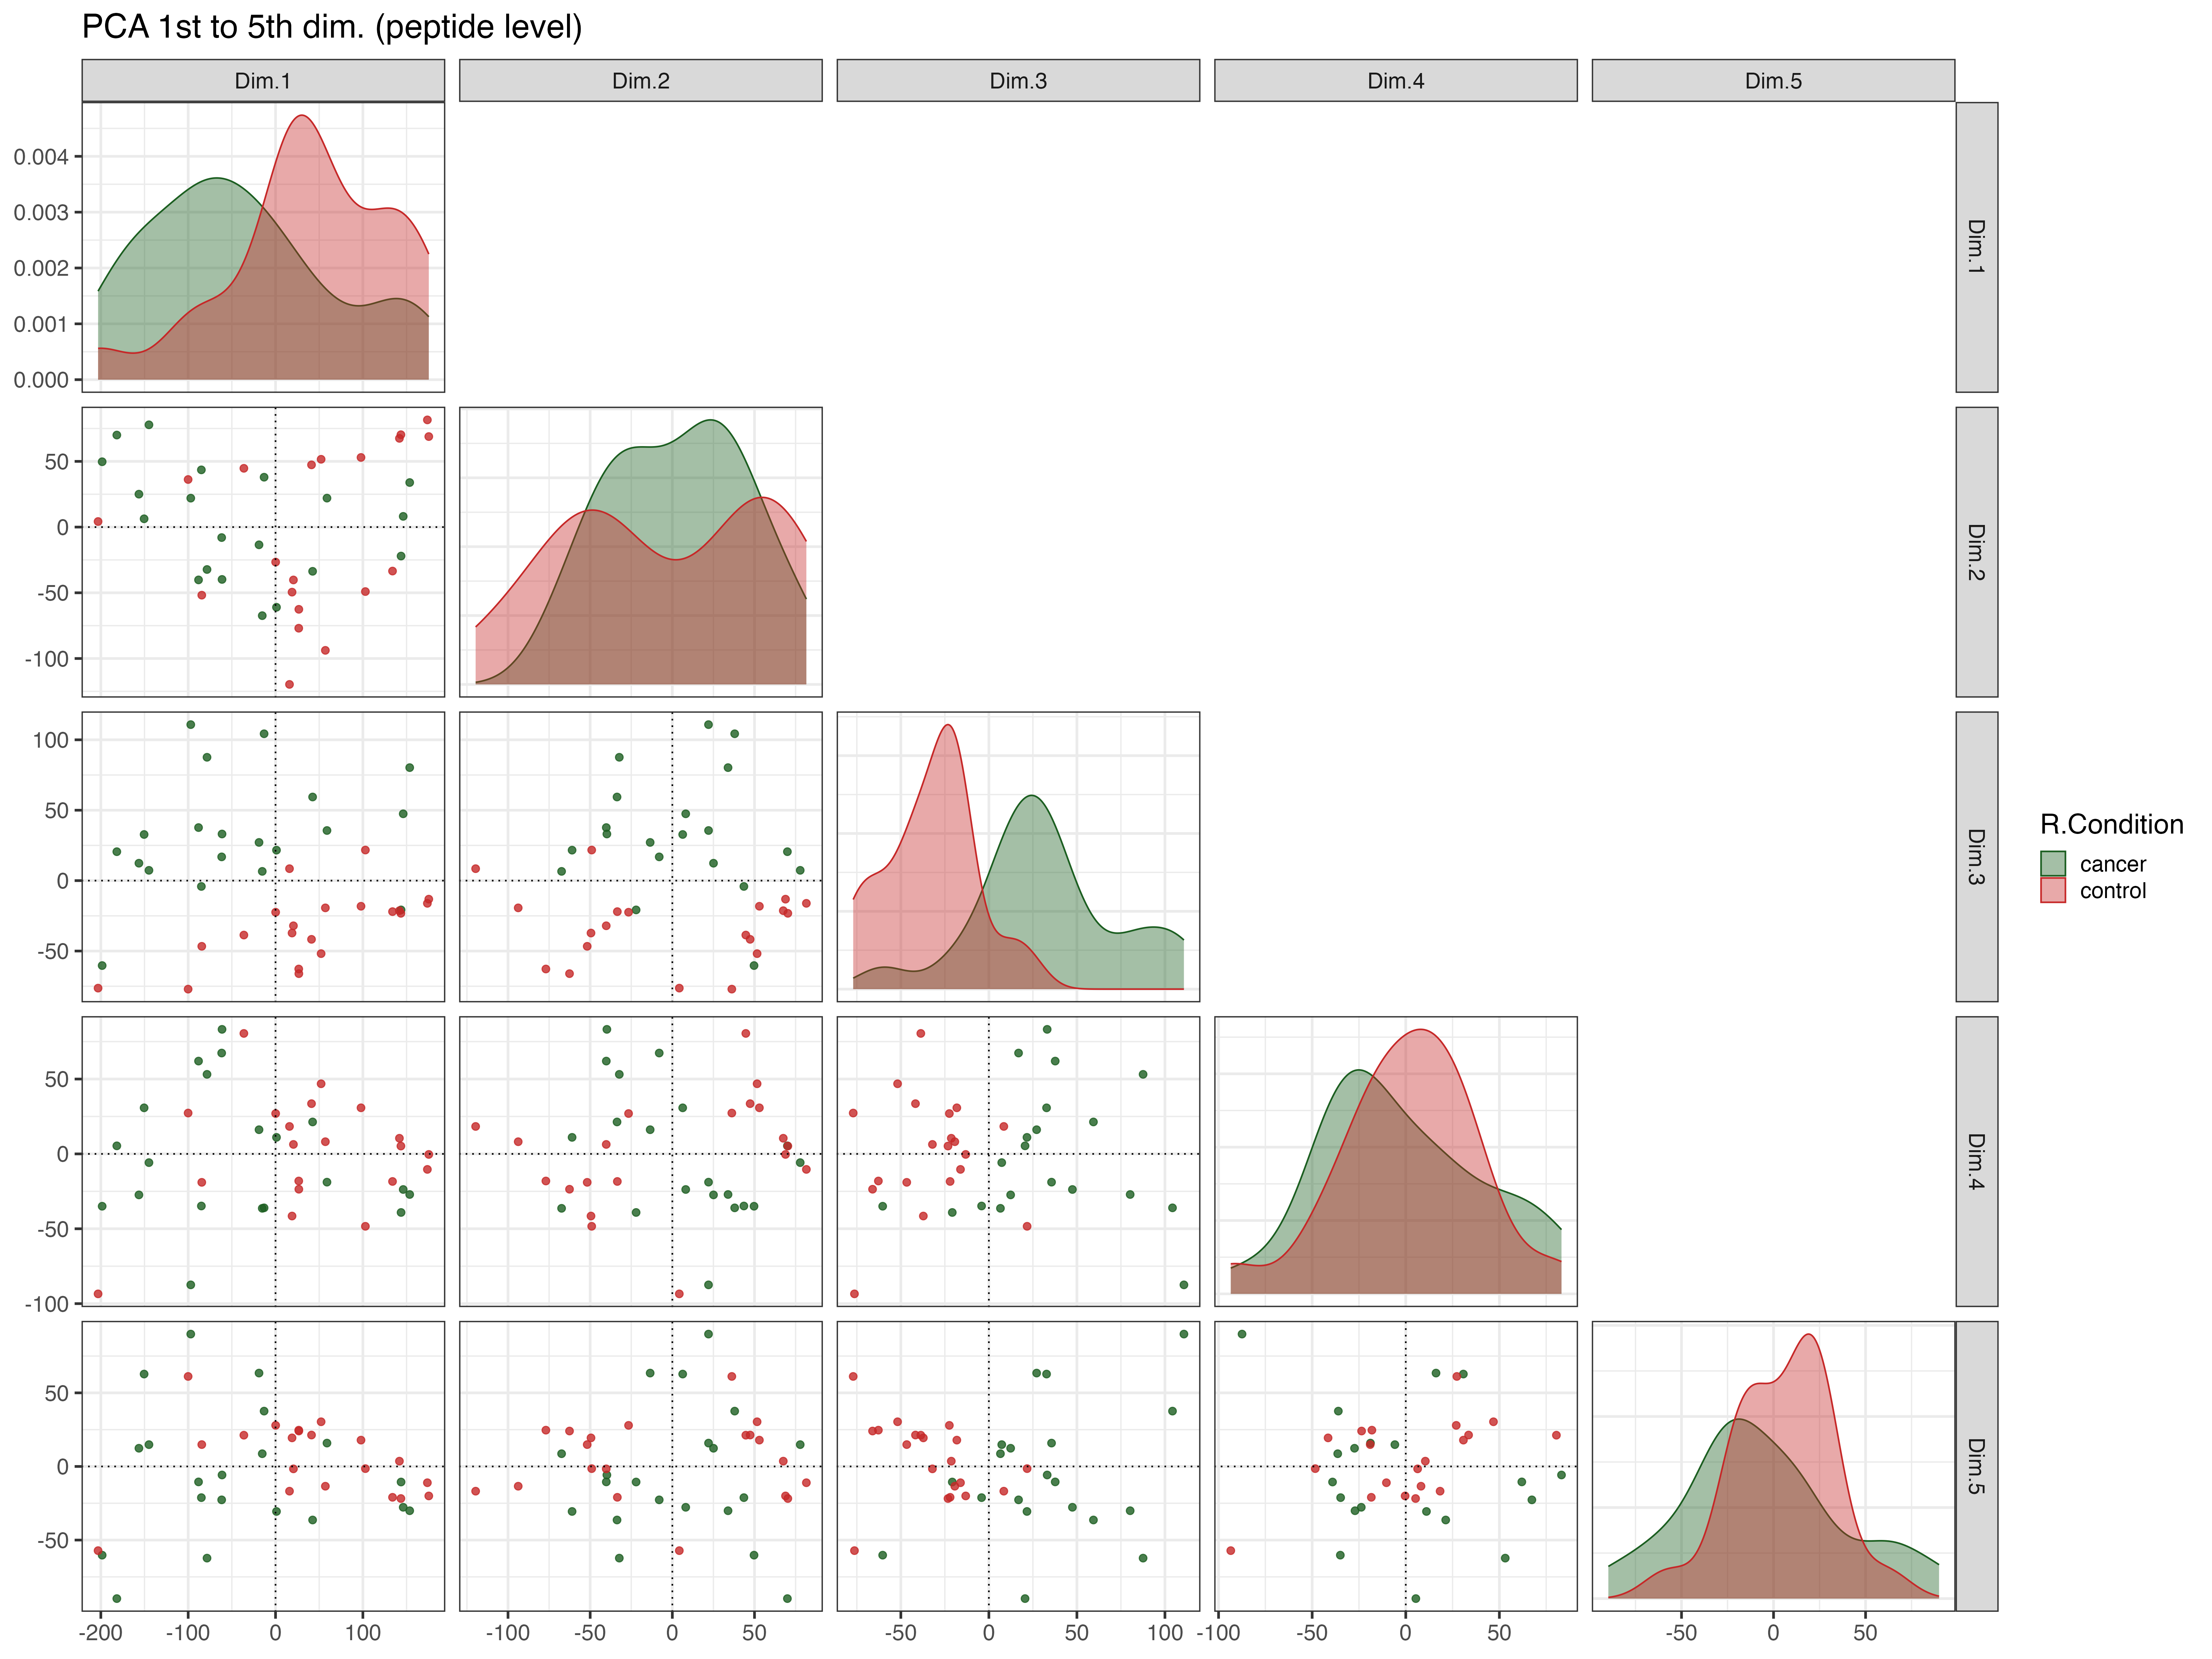 PCA 1st to 5th dim. (peptide level)
Dim.1 Dim.2 Dim.3 Dim.4 Dim.5
0.004
0.003
0.002
0.001
0.000
Dim.1
50
0
-50
-100
Dim.2
100
50
0
-50
Dim.3
R.Condition
cancer
control
50
0
-50
-100
Dim.4
50
0
-50
Dim.5
-200 -100 0 100 -100 -50 0 50 -50 0 50 100 -100 -50 0 50 -50 0 50